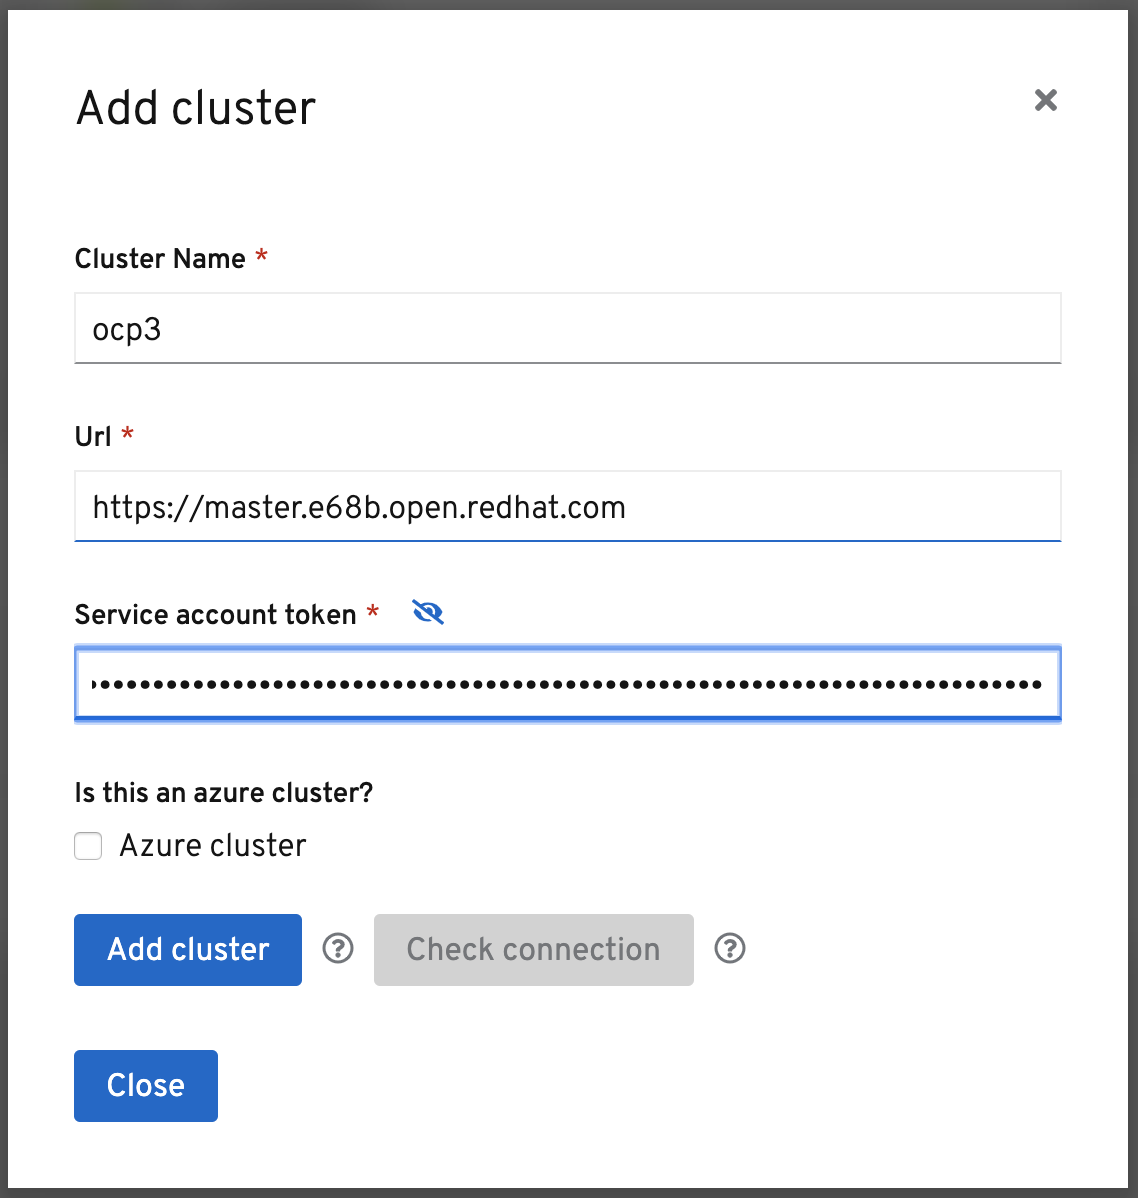 Add cluster
Cluster Name *
ocp3
Url *
https://master.e68b.open.redhat.com
Service account token *
Is this an azure cluster?
Azure cluster
Add cluster
Check connection
Close